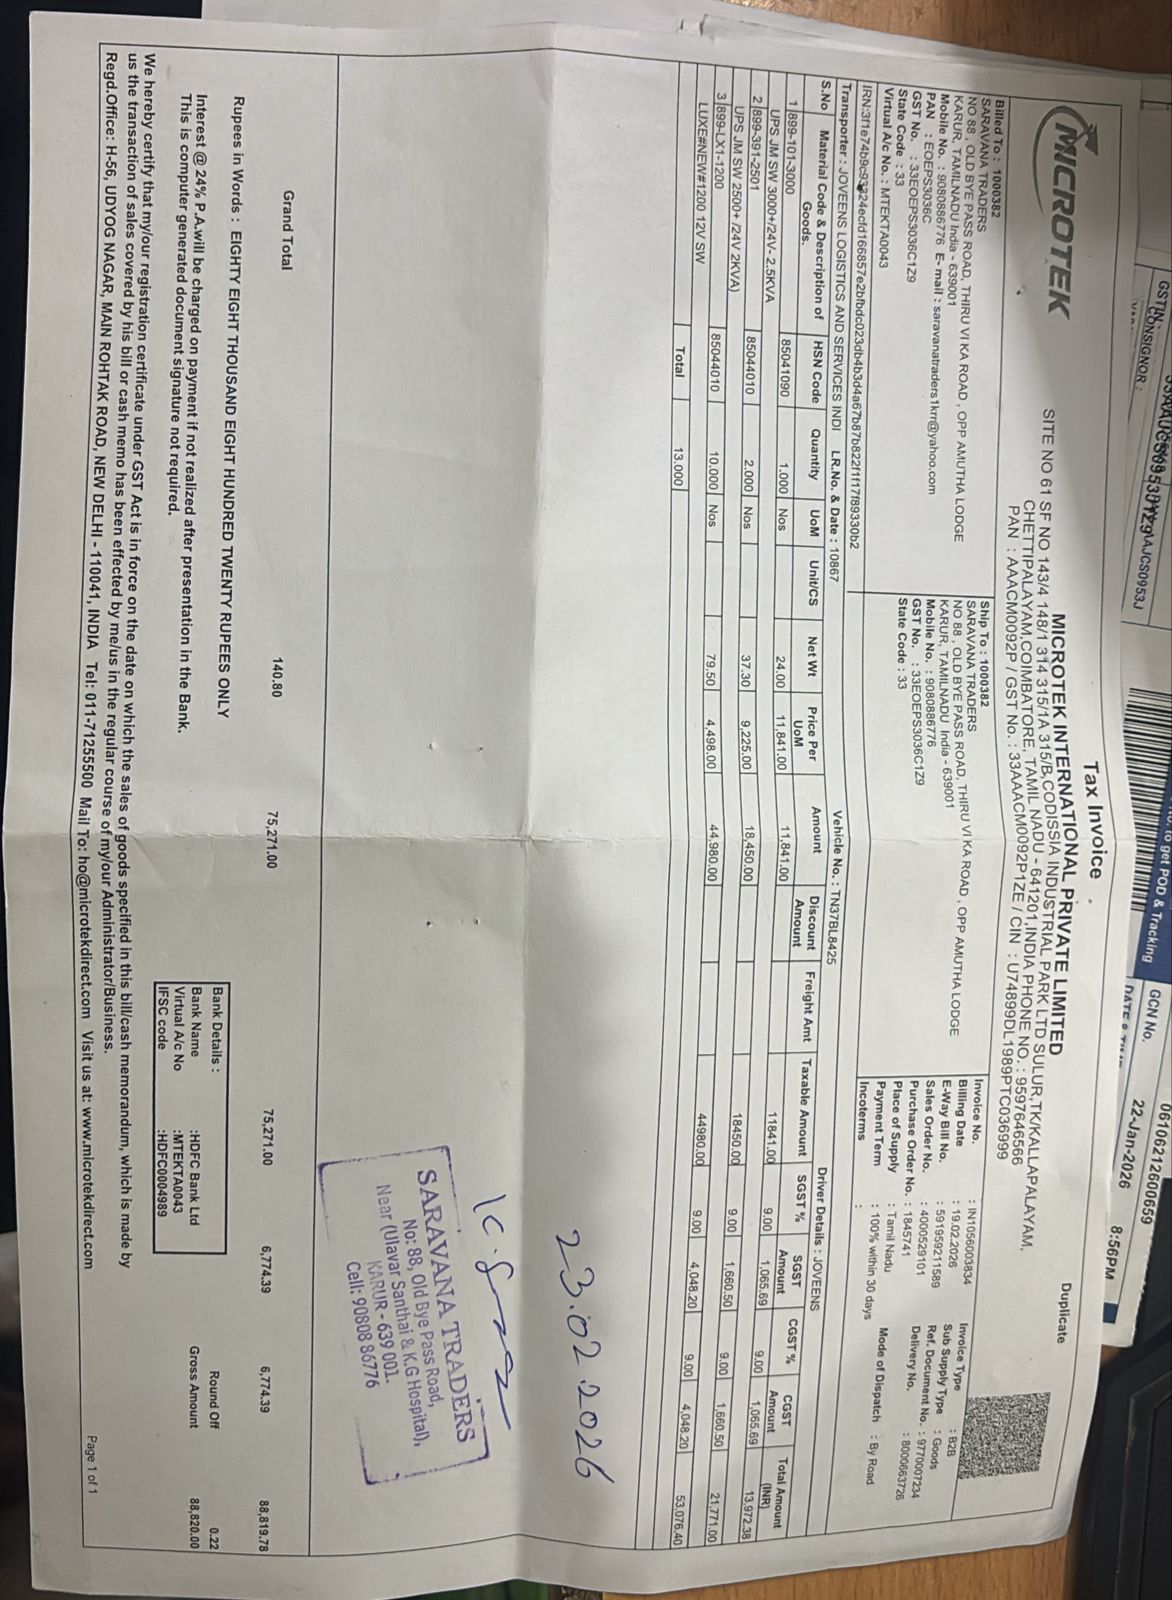 MICROTEK
Tax Invoice
Duplicate
MICROTEK INTERNATIONAL PRIVATE LIMITED
SITE NO 61 SF NO 143/4 148/1 314 315/1A 315/B,CODISSIA INDUSTRIAL PARK LTD SULUR,TK/KALLAPALAYAM,
CHETTIPALAYAM,COIMBATORE, TAMIL NADU - 641201,INDIA PHONE NO. : 9597646566
PAN : AAACM0092P / GST No. : 33AAACM0092P1ZE / CIN : U74899DL1989PTC036999
Billed To : 1000382
SARAVANA TRADERS
NO 88 , OLD BYE PASS ROAD, THIRU VI KA ROAD , OPP AMUTHA LODGE
KARUR, TAMILNADU India - 639001
Mobile No. : 9080886776 E- mail : saravanatraders1krr@yahoo.com
PAN : EOEPS3036C
GST No. : 33EOEPS3036C1Z9
State Code : 33
Virtual A/c No. : MTEKTA0043
Ship To : 1000382
SARAVANA TRADERS
NO 88 , OLD BYE PASS ROAD, THIRU VI KA ROAD , OPP AMUTHA LODGE
KARUR, TAMILNADU India - 639001
Mobile No. : 9080886776
GST No. : 33EOEPS3036C1Z9
State Code : 33
Invoice No. : IN1056003834
Billing Date : 19.02.2026
E-Way Bill No. : 591959211589
Sales Order No. : 4000529101
Purchase Order No. : 1845741
Place of Supply : Tamil Nadu
Payment Term : 100% within 30 days
Incoterms :
Invoice Type : B2B
Sub Supply Type : Goods
Ref. Document No. : 9770007234
Delivery No. : 8000663726
Mode of Dispatch : By Road
Transporter : JOVEENS LOGISTICS AND SERVICES INDI LR.No. & Date : 10867 Vehicle No. : TN37BL8425 Driver Details : JOVEENS
S.No Material Code & Description of Goods. HSN Code Quantity UoM Unit/CS Net Wt Price Per UoM Amount Discount Amount Freight Amt Taxable Amount SGST % SGST Amount CGST % CGST Amount Total Amount (INR)
1 899-101-3000 85041090 1.000 Nos 24.00 11,841.00 11,841.00 11841.00 9.00 1,065.69 9.00 1,065.69 13,972.38
UPS JM SW 3000+/24V- 2.5KVA
2 899-391-2501 85044010 2.000 Nos 37.30 9,225.00 18,450.00 18450.00 9.00 1,660.50 9.00 1,660.50 21,771.00
UPS JM SW 2500+ /24V 2KVA)
3 899-LX1-1200 85044010 10.000 Nos 79.50 4,498.00 44,980.00 44980.00 9.00 4,048.20 9.00 4,048.20 53,076.40
LUXE#NEW#1200 12V SW
Total 13.000
23.02.2026
SARAVANA TRADERS
No: 88, Old Bye Pass Road,
Near (Ulavar Santhai & K.G Hospital),
KARUR - 639 001.
Cell: 90808 86776
Grand Total 140.80 75,271.00 75,271.00 6,774.39 6,774.39 88,819.78
Round Off 0.22
Gross Amount 88,820.00
Rupees in Words : EIGHTY EIGHT THOUSAND EIGHT HUNDRED TWENTY RUPEES ONLY
Bank Details :
Bank Name :HDFC Bank Ltd
Virtual A/c No :MTEKTA0043
IFSC code :HDFC0004989
Interest @ 24% P.A.will be charged on payment if not realized after presentation in the Bank.
This is computer generated document signature not required.
We hereby certify that my/our registration certificate under GST Act is in force on the date on which the sales of goods specified in this bill/cash memorandum, which is made by
us the transaction of sales covered by his bill or cash memo has been effected by me/us in the regular course of my/our Administrator/Business.
Regd.Office: H-56, UDYOG NAGAR, MAIN ROHTAK ROAD, NEW DELHI - 110041, INDIA Tel: 011-71255500 Mail To: ho@microtekdirect.com Visit us at: www.microtekdirect.com
Page 1 of 1
GSTIN :
CONSIGNOR :
to get POD & Tracking
GCN No. 0610621260​0659
22-Jan-2026 8:56PM